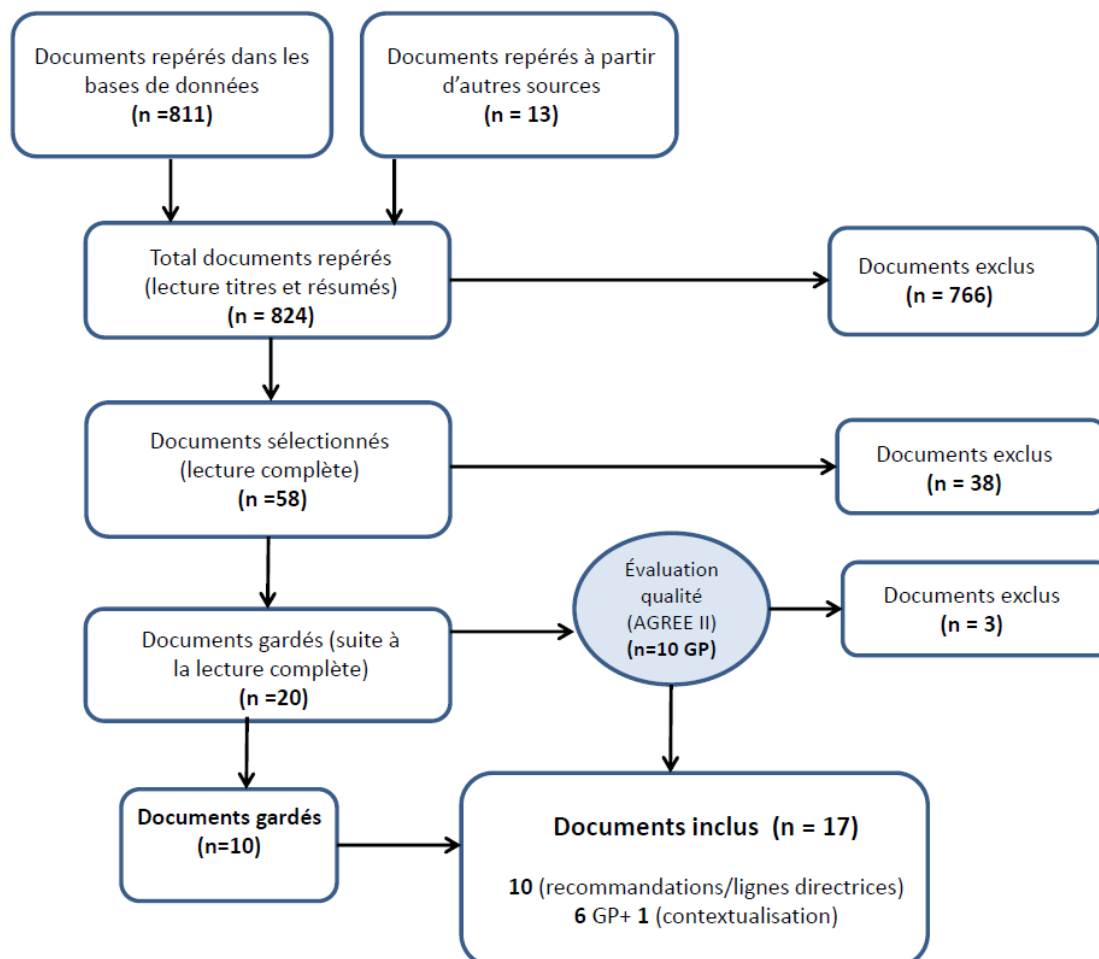 Documents repérés dans les
bases de données
(n =811)
Documents repérés à partir
d'autres sources
(n = 13)
Total documents repérés
(lecture titres et résumés)
(n = 824)
Documents exclus
(n = 766)
Documents sélectionnés
(lecture complète)
(n =58)
Documents exclus
(n = 38)
Évaluation
qualité
(AGREE II)
(n=10 GP)
Documents exclus
(n = 3)
Documents gardés (suite à
la lecture complète)
(n =20)
Documents gardés
(n=10)
Documents inclus (n = 17)
10 (recommandations/lignes directrices)
6 GP+ 1 (contextualisation)